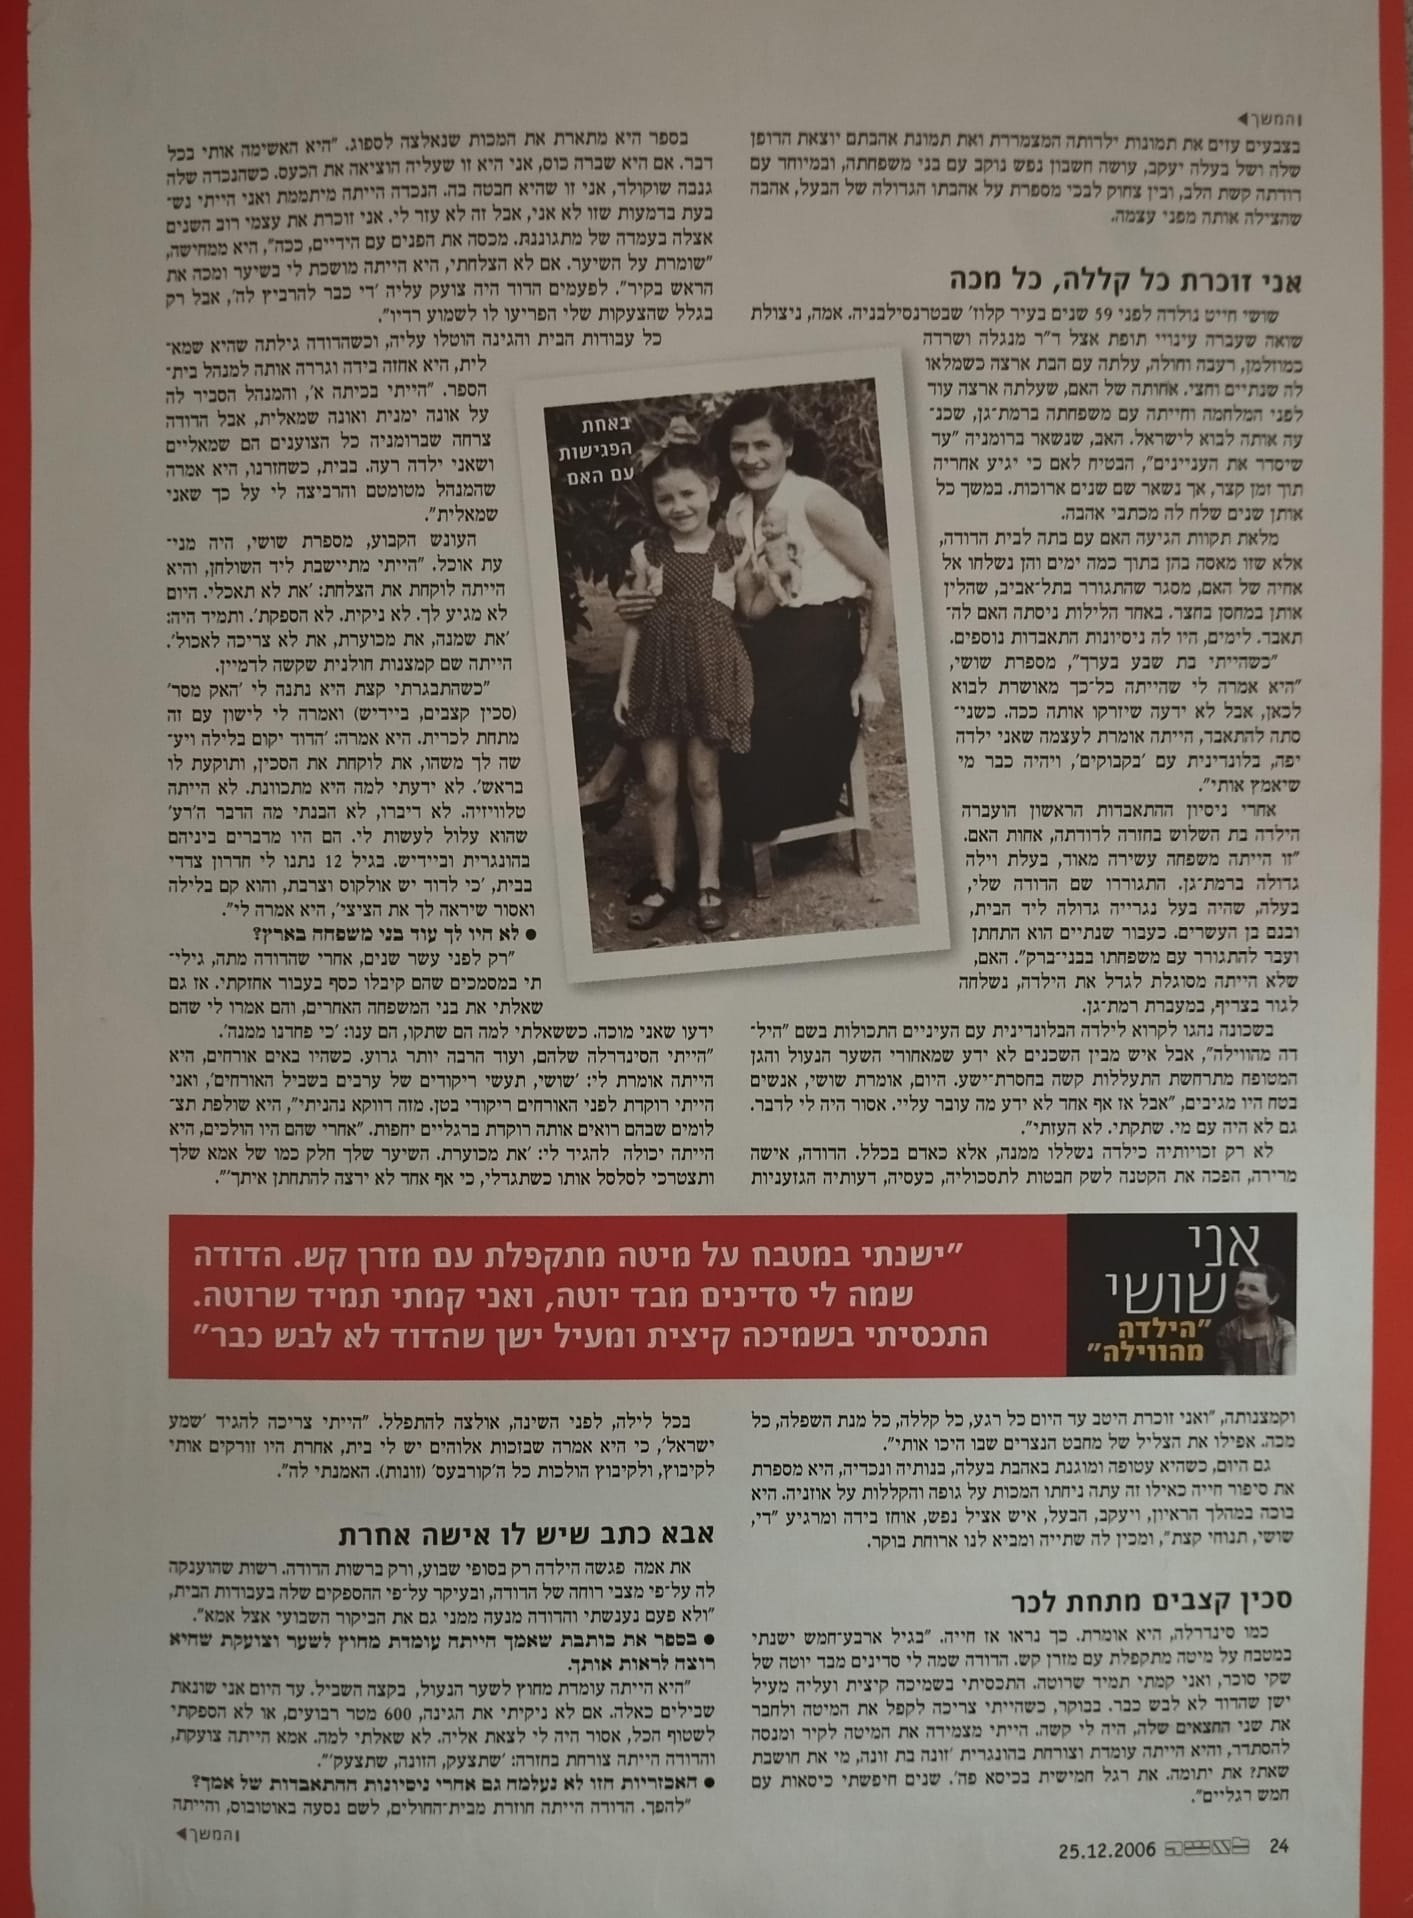 המשך
בצבעים עזים את תמונות ילדותה המצמררת ואת תמונת אהבתם יוצאת הדופן
שלה ושל בעלה יעקב, עושה חשבון נפש נוקב עם בני משפחתה, ובמיוחד עם
דודתה קשת הלב, ובין צחוק לבכי מספרת על אהבתו הגדולה של הבעל, אהבה
שהצילה אותה מפני עצמה.
אני זוכרת כל קללה, כל מכה
שושי חייט נולדה לפני 59 שנים בעיר קלוז' שבטרנסילבניה. אמה, ניצולת
שואה שעברה עינויי תופת אצל ד"ר מנגלה ושרדה
כמוזלמן, רעבה וחולה, עלתה עם הבת ארצה כשמלאו
לה שנתיים וחצי. אחותה של האם, שעלתה ארצה עוד
לפני המלחמה וחייתה עם משפחתה ברמת־גן, שכנ־
עה אותה לבוא לישראל. האב, שנשאר ברומניה "עד
שיסדר את העניינים", הבטיח לאם כי יגיע אחריה
תוך זמן קצר, אך נשאר שם שנים ארוכות. במשך כל
אותן שנים שלח לה מכתבי אהבה.
מלאת תקוות הגיעה האם עם בתה לבית הדודה,
אלא שזו מאסה בהן בתוך כמה ימים והן נשלחו אל
אחיה של האם, מסגר שהתגורר בתל־אביב, שהלין
אותן במחסן בחצר. באחד הלילות ניסתה האם לה־
תאבד. לימים, היו לה ניסיונות התאבדות נוספים.
"כשהייתי בת שבע בערך", מספרת שושי,
"היא אמרה לי שהייתה כל־כך מאושרת לבוא
לכאן, אבל לא ידעה שיזרקו אותה ככה. כשני־
סתה להתאבד, הייתה אומרת לעצמה שאני ילדה
יפה, בלונדינית עם 'בקבוקים', ויהיה כבר מי
שיאמץ אותי".
אחרי ניסיון ההתאבדות הראשון הועברה
הילדה בת השלוש בחזרה לדודתה, אחות האם.
"זו הייתה משפחה עשירה מאוד, בעלת וילה
גדולה ברמת־גן. התגוררו שם הדודה שלי,
בעלה, שהיה בעל נגרייה גדולה ליד הבית,
ובנם בן העשרים. כעבור שנתיים הוא התחתן
ועבר להתגורר עם משפחתו בבני־ברק". האם,
שלא הייתה מסוגלת לגדל את הילדה, נשלחה
לגור בצריף, במעברת רמת־גן.
בשכונה נהגו לקרוא לילדה הבלונדינית עם העיניים התכולות בשם "היל־
דה מהווילה", אבל איש מבין השכנים לא ידע שמאחורי השער הנעול והגן
המטופח מתרחשת התעללות קשה בחסרת־ישע. היום, אומרת שושי, אנשים
בטח היו מגיבים, "אבל אז אף אחד לא ידע מה עובר עליי. אסור היה לי לדבר.
גם לא היה עם מי. שתקתי. לא העזתי".
לא רק זכויותיה כילדה נשללו ממנה, אלא כאדם בכלל. הדודה, אישה
מרירה, הפכה את הקטנה לשק חבטות לתסכוליה, כעסיה, דעותיה הגזעניות
בספר היא מתארת את המכות שנאלצה לספוג. "היא האשימה אותי בכל
דבר. אם היא שברה כוס, אני היא זו שעליה הוציאה את הכעס. כשהנכדה שלה
גנבה שוקולד, אני זו שהיא חבטה בה. הנכדה הייתה מיתממת ואני הייתי נש־
בעת בדמעות שזו לא אני, אבל זה לא עזר לי. אני זוכרת את עצמי רוב השנים
אצלה בעמדה של מתגוננת. מכסה את הפנים עם הידיים, ככה", היא ממחישה,
"שומרת על השיער. אם לא הצלחתי, היא הייתה מושכת לי בשיער ומכה את
הראש בקיר". לפעמים הדוד היה צועק עליה 'די כבר להרביץ לה', אבל רק
בגלל שהצעקות שלי הפריעו לו לשמוע רדיו".
כל עבודות הבית והגינה הוטלו עליה, וכשהדודה גילתה שהיא שמא־
לית, היא אחזה בידה וגררה אותה למנהל בית־
הספר. "הייתי בכיתה א', והמנהל הסביר לה
על אונה ימנית ואונה שמאלית, אבל הדודה
צרחה שברומניה כל הצוענים הם שמאליים
ושאני ילדה רעה. בבית, כשחזרנו, היא אמרה
שהמנהל מטומטם והרביצה לי על כך שאני
שמאלית".
העונש הקבוע, מספרת שושי, היה מני־
עת אוכל. "הייתי מתיישבת ליד השולחן, והיא
הייתה לוקחת את הצלחת: 'את לא תאכלי. היום
לא מגיע לך. לא ניקית. לא הספקת'. ותמיד היה:
'את שמנה, את מכוערת, את לא צריכה לאכול'.
הייתה שם קמצנות חולנית שקשה לדמיין.
"כשהתבגרתי קצת היא נתנה לי 'האק מסר'
(סכין קצבים, ביידיש) ואמרה לי לישון עם זה
מתחת לכרית. היא אמרה: 'הדוד יקום בלילה ויע־
שה לך משהו, את לוקחת את הסכין, ותוקעת לו
בראש'. לא ידעתי למה היא מתכוונת. לא הייתה
טלוויזיה. לא דיברו, לא הבנתי מה הדבר ה'רע'
שהוא עלול לעשות לי. הם היו מדברים ביניהם
בהונגרית וביידיש. בגיל 12 נתנו לי חדרון צדדי
בבית, 'כי לדוד יש אולקוס וצרבת, והוא קם בלילה
ואסור שיראה לך את הציצי', היא אמרה לי".
● לא היו לך עוד בני משפחה בארץ?
"רק לפני עשר שנים, אחרי שהדודה מתה, גילי־
תי במסמכים שהם קיבלו כסף בעבור אחזקתי. אז גם
שאלתי את בני המשפחה האחרים, והם אמרו לי שהם
ידעו שאני מוכה. כששאלתי למה הם שתקו, הם ענו: 'כי פחדנו ממנה'.
"הייתי הסינדרלה שלהם, ועוד הרבה יותר גרוע. כשהיו באים אורחים, היא
הייתה אומרת לי: 'שושי, תעשי ריקודים של ערבים בשביל האורחים', ואני
הייתי רוקדת לפני האורחים ריקודי בטן. מזה דווקא נהניתי", היא שולפת תצ־
לומים שבהם רואים אותה רוקדת ברגליים יחפות. "אחרי שהם היו הולכים, היא
הייתה יכולה להגיד לי: 'את מכוערת. השיער שלך חלק כמו של אמא שלך
ותצטרכי לסלסל אותו כשתגדלי, כי אף אחד לא ירצה להתחתן איתך'".
באחת
הפגישות
עם האם
אני
שושי
"הילדה
מהווילה"
"ישנתי במטבח על מיטה מתקפלת עם מזרן קש. הדודה
שמה לי סדינים מבד יוטה, ואני קמתי תמיד שרוטה.
התכסיתי בשמיכה קיצית ומעיל ישן שהדוד לא לבש כבר"
וקמצנותה, "ואני זוכרת היטב עד היום כל רגע, כל קללה, כל מנת השפלה, כל
מכה. אפילו את הצליל של מחבט הנצרים שבו היכו אותי".
גם היום, כשהיא עטופה ומוגנת באהבת בעלה, בנותיה ונכדיה, היא מספרת
את סיפור חייה כאילו זה עתה ניחתו המכות על גופה והקללות על אוזניה. היא
בוכה במהלך הראיון, ויעקב, הבעל, איש אציל נפש, אוחז בידה ומרגיע "די,
שושי, תנוחי קצת", ומכין לה שתייה ומביא לנו ארוחת בוקר.
סכין קצבים מתחת לכר
כמו סינדרלה, היא אומרת. כך נראו אז חייה. "בגיל ארבע־חמש ישנתי
במטבח על מיטה מתקפלת עם מזרן קש. הדודה שמה לי סדינים מבד יוטה של
שקי סוכר, ואני קמתי תמיד שרוטה. התכסיתי בשמיכה קיצית ועליה מעיל
ישן שהדוד לא לבש כבר. בבוקר, כשהייתי צריכה לקפל את המיטה ולחבר
את שני החצאים שלה, היה לי קשה. הייתי מצמידה את המיטה לקיר ומנסה
להסתדר, והיא הייתה עומדת וצורחת בהונגרית 'זונה בת זונה, מי את חושבת
שאת? את יתומה. את רגל חמישית בכיסא פה'. שנים חיפשתי כיסאות עם
חמש רגליים".
בכל לילה, לפני השינה, אולצה להתפלל. "הייתי צריכה להגיד 'שמע
ישראל', כי היא אמרה שבזכות אלוהים יש לי בית, אחרת היו זורקים אותי
לקיבוץ, ולקיבוץ הולכות כל ה'קורבעס' (זונות). האמנתי לה".
אבא כתב שיש לו אישה אחרת
את אמה פגשה הילדה רק בסופי שבוע, ורק ברשות הדודה. רשות שהוענקה
לה על־פי מצבי רוחה של הדודה, ובעיקר על־פי ההספקים שלה בעבודות הבית,
"ולא פעם נענשתי והדודה מנעה ממני גם את הביקור השבועי אצל אמא".
● בספר את כותבת שאמך הייתה עומדת מחוץ לשער וצועקת שהיא
רוצה לראות אותך.
"היא הייתה עומדת מחוץ לשער הנעול, בקצה השביל. עד היום אני שונאת
שבילים כאלה. אם לא ניקיתי את הגינה, 600 מטר רבועים, או לא הספקתי
לשטוף הכל, אסור היה לי לצאת אליה. לא שאלתי למה. אמא הייתה צועקת,
והדודה הייתה צורחת בחזרה: 'שתצעק, הזונה, שתצעק'".
● האכזריות הזו לא נעלמה גם אחרי ניסיונות ההתאבדות של אמך?
"להפך. הדודה הייתה חוזרת מבית־החולים, לשם נסעה באוטובוס, והייתה
המשך
24
25.12.2006